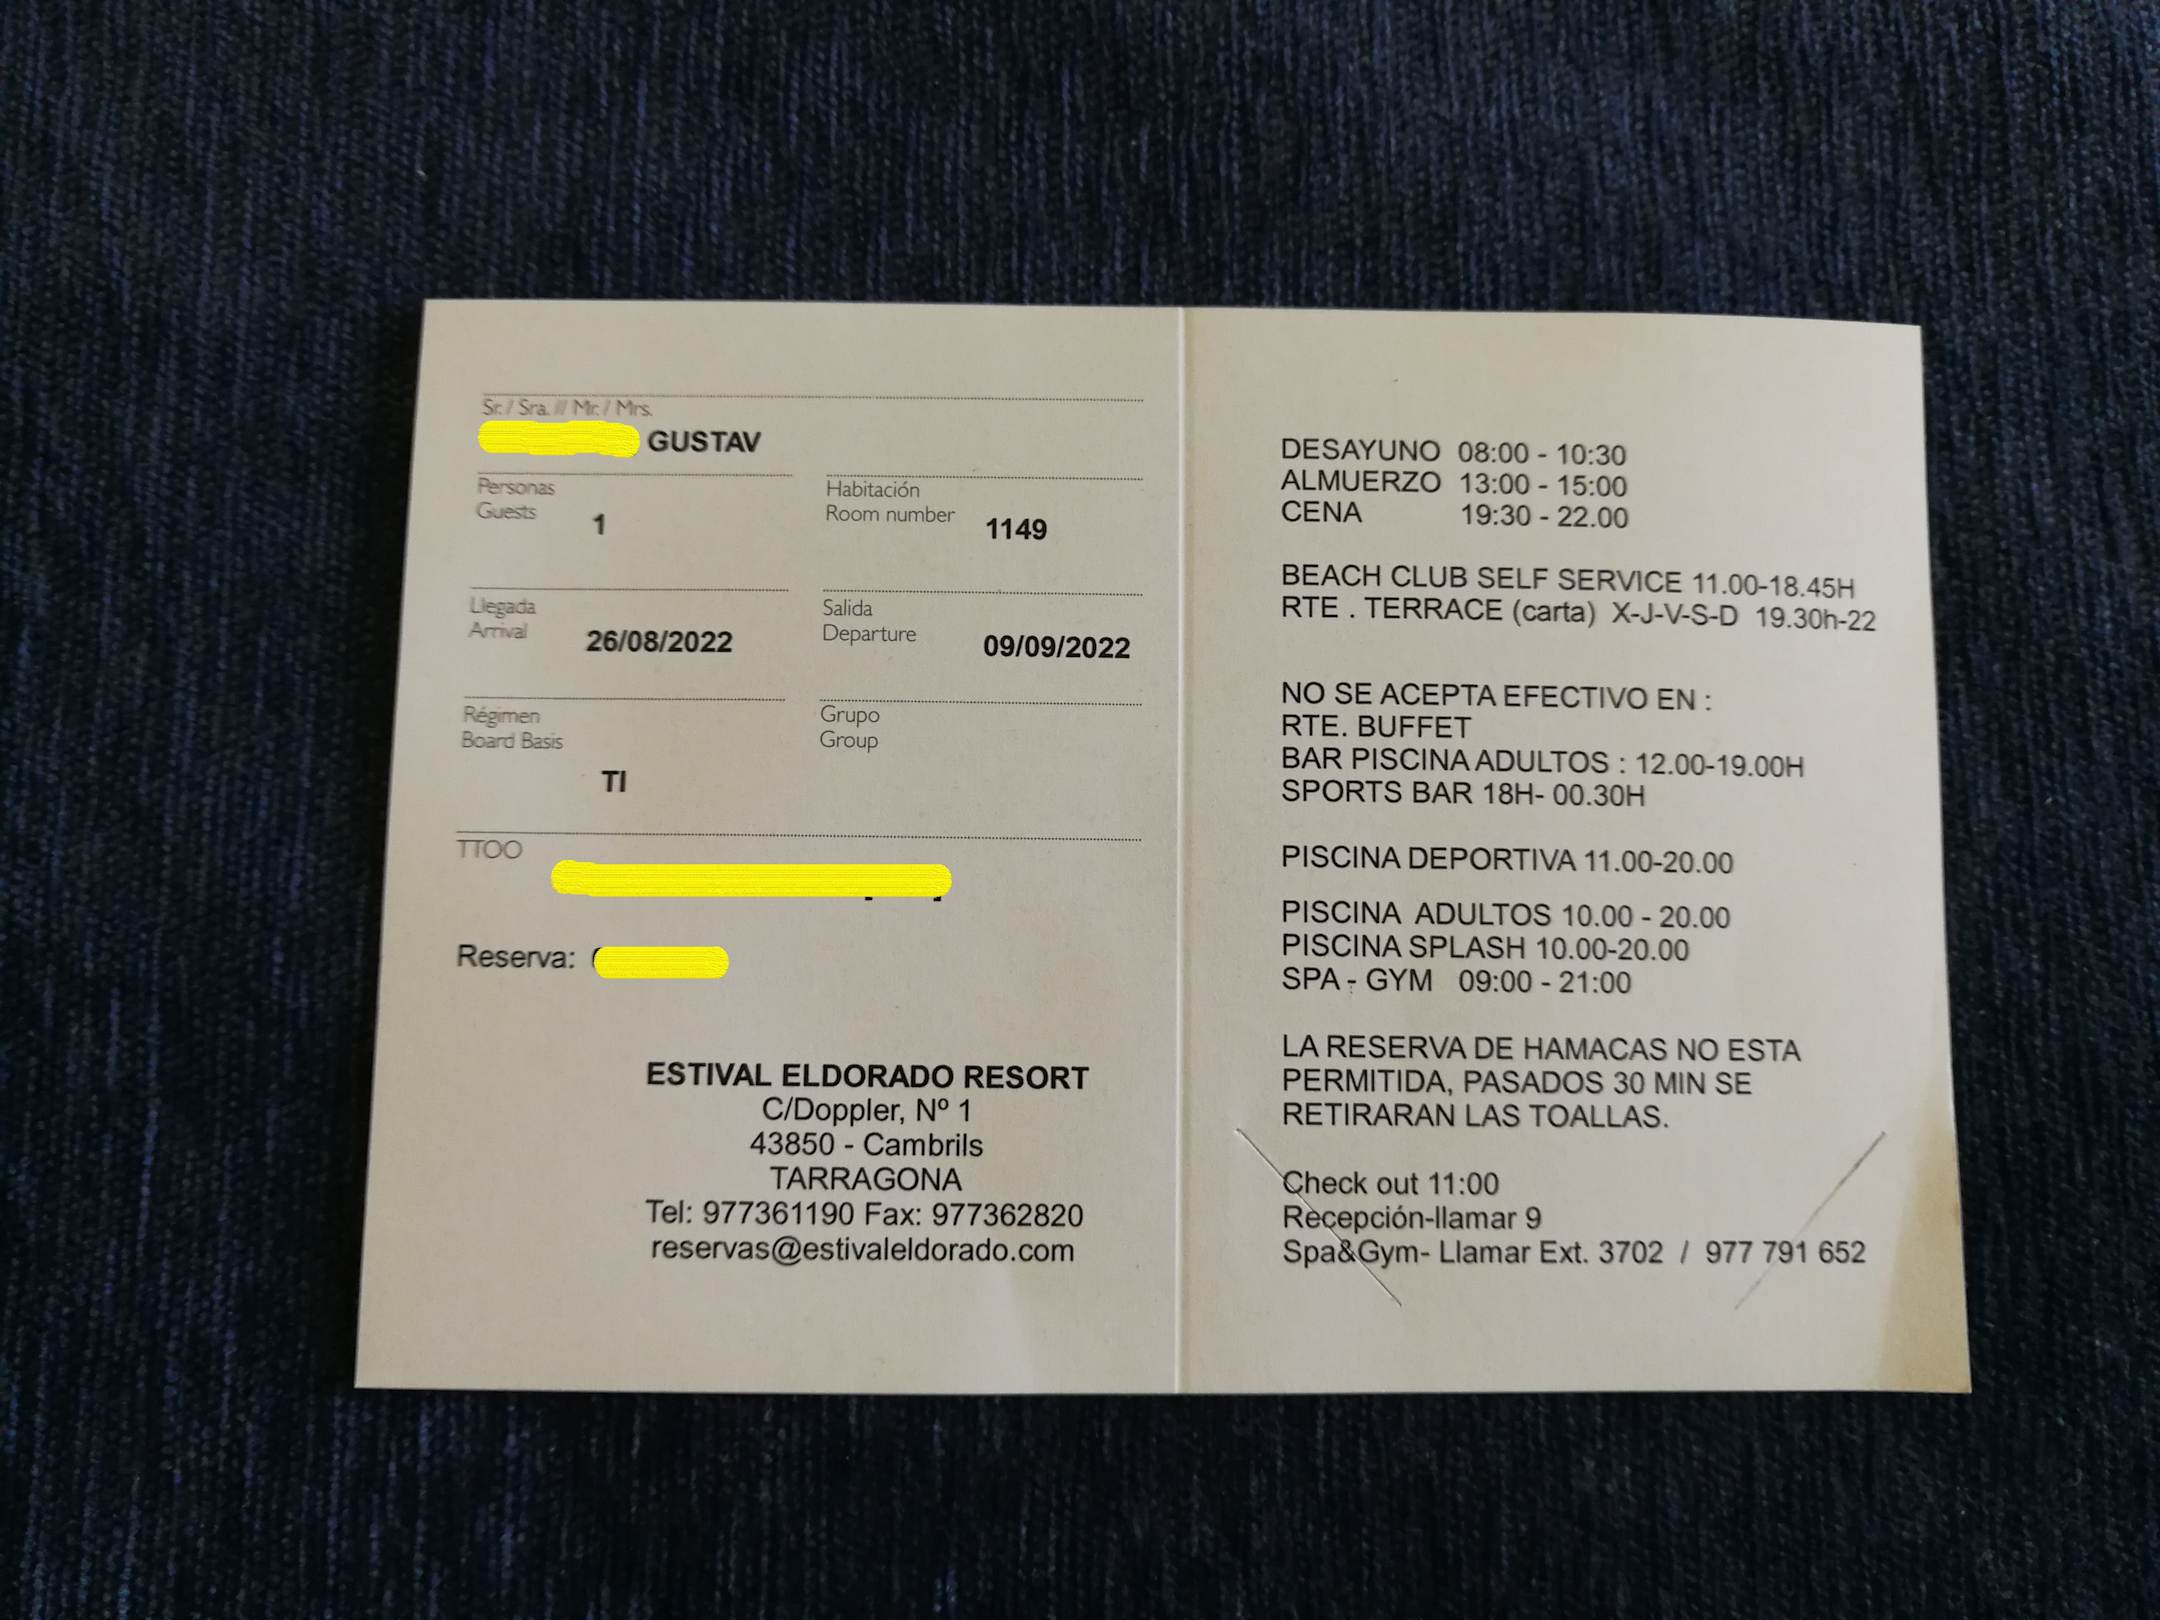 Sr. / Sra. /// Mr. / Mrs.
GUSTAV
Personas
Guests
1
Habitación
Room number
1149
Llegada
Arrival
26/08/2022
Salida
Departure
09/09/2022
Régimen
Board Basis
TI
Grupo
Group
TTOO
Reserva:
ESTIVAL ELDORADO RESORT
C/Doppler, Nº 1
43850 - Cambrils
TARRAGONA
Tel: 977361190 Fax: 977362820
reservas@estivaleldorado.com
DESAYUNO 08:00 - 10:30
ALMUERZO 13:00 - 15:00
CENA 19:30 - 22.00
BEACH CLUB SELF SERVICE 11.00-18.45H
RTE . TERRACE (carta) X-J-V-S-D 19.30h-22
NO SE ACEPTA EFECTIVO EN :
RTE. BUFFET
BAR PISCINA ADULTOS : 12.00-19.00H
SPORTS BAR 18H- 00.30H
PISCINA DEPORTIVA 11.00-20.00
PISCINA ADULTOS 10.00 - 20.00
PISCINA SPLASH 10.00-20.00
SPA - GYM 09:00 - 21:00
LA RESERVA DE HAMACAS NO ESTA
PERMITIDA, PASADOS 30 MIN SE
RETIRARAN LAS TOALLAS.
Check out 11:00
Recepción-llamar 9
Spa&Gym- Llamar Ext. 3702 / 977 791 652